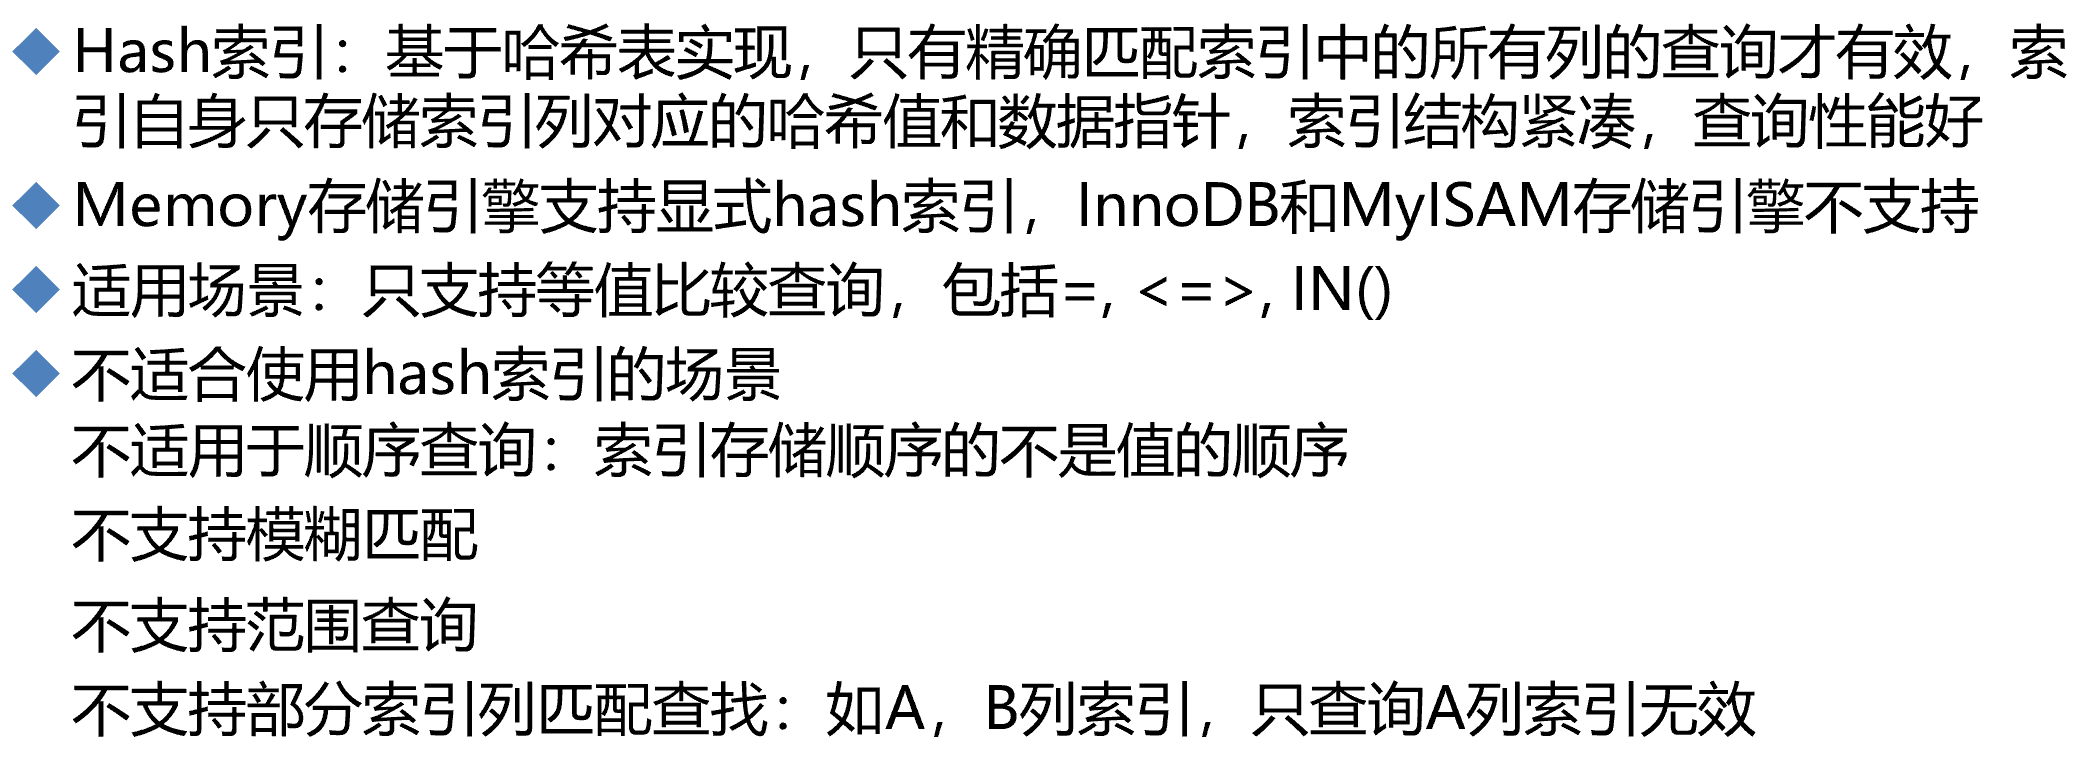 Hash索引：基于哈希表实现，只有精确匹配索引中的所有列的查询才有效，索
引自身只存储索引列对应的哈希值和数据指针，索引结构紧凑，查询性能好
Memory存储引擎支持显式hash索引，InnoDB和MyISAM存储引擎不支持
适用场景：只支持等值比较查询，包括=, <=>, IN()
不适合使用hash索引的场景
不适用于顺序查询：索引存储顺序的不是值的顺序
不支持模糊匹配
不支持范围查询
不支持部分索引列匹配查找：如A，B列索引，只查询A列索引无效